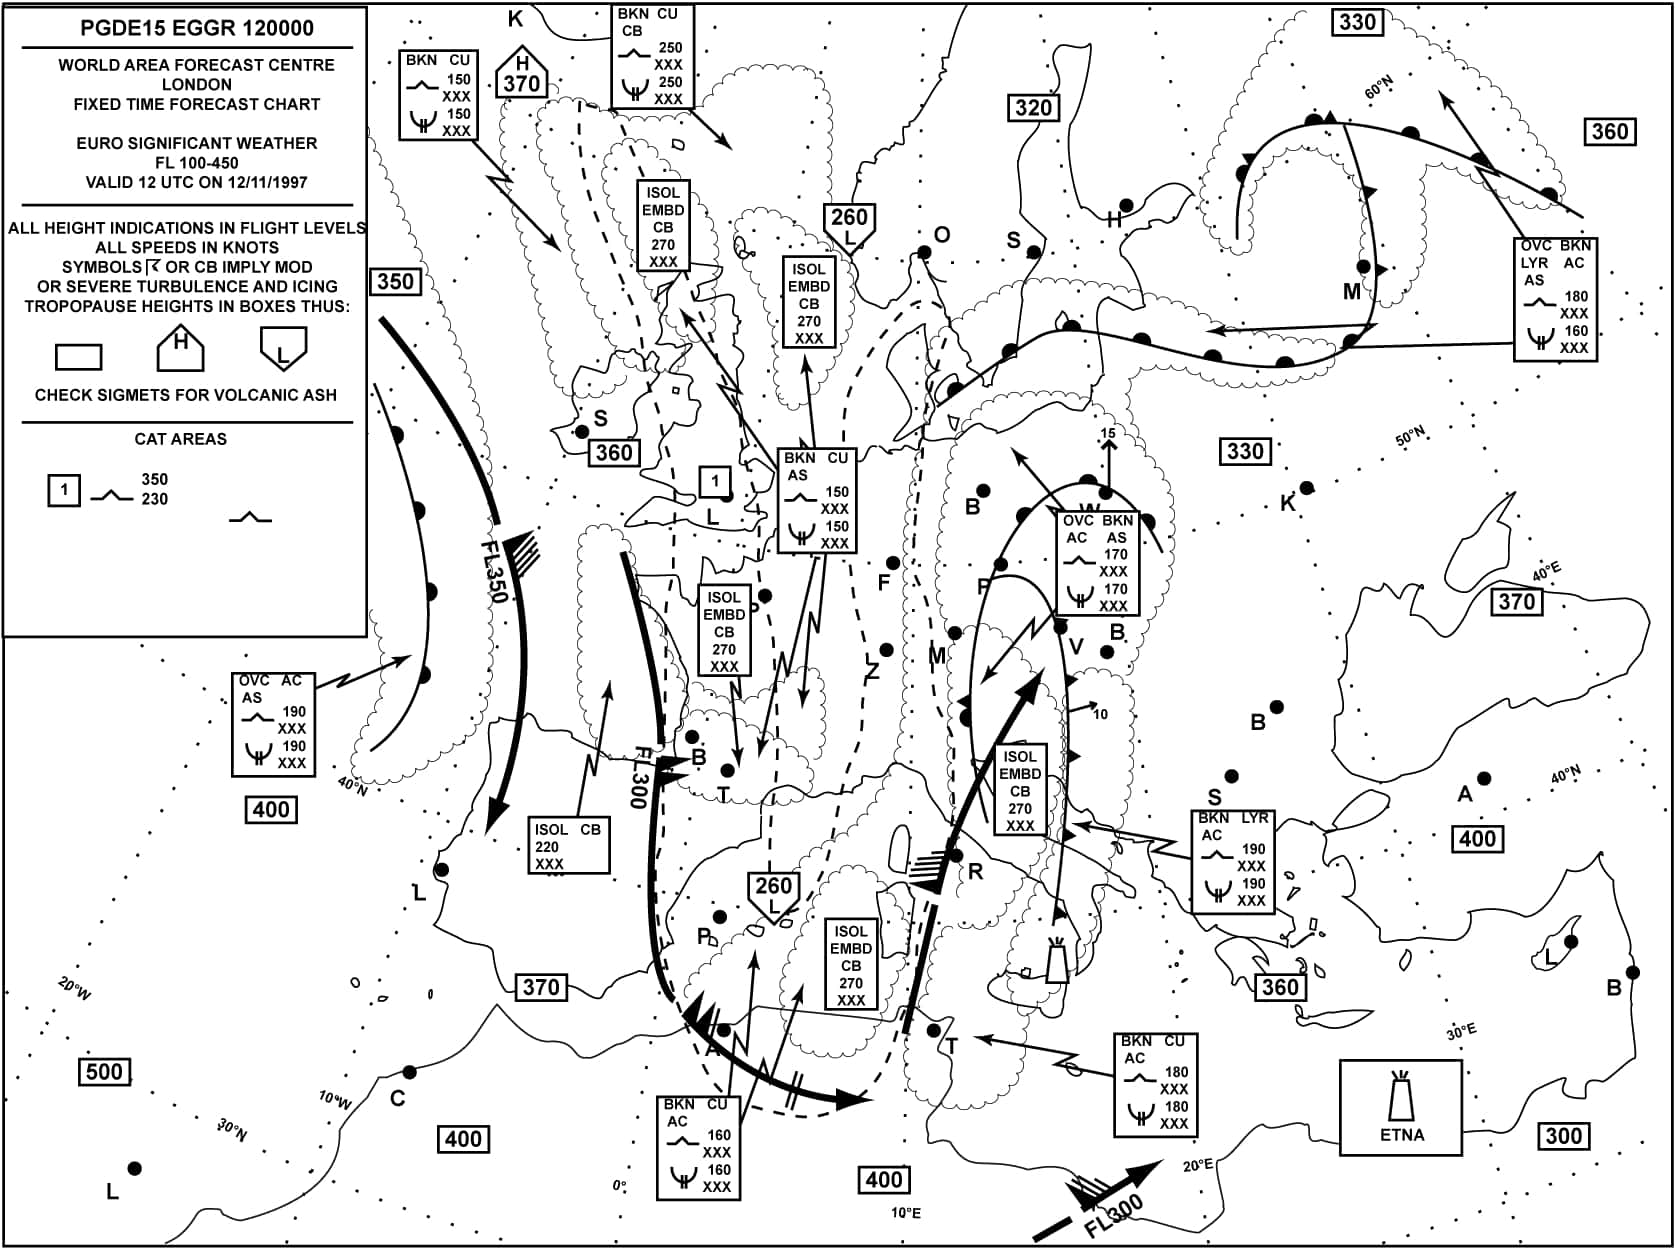 PGDE15 EGGR 120000
WORLD AREA FORECAST CENTRE
LONDON
FIXED TIME FORECAST CHART
EURO SIGNIFICANT WEATHER
FL 100-450
VALID 12 UTC ON 12/11/1997
ALL HEIGHT INDICATIONS IN FLIGHT LEVELS
ALL SPEEDS IN KNOTS
SYMBOLS OR CB IMPLY MOD
OR SEVERE TURBULENCE AND ICING
TROPOPAUSE HEIGHTS IN BOXES THUS:
H
L
CHECK SIGMETS FOR VOLCANIC ASH
CAT AREAS
1
350
230
K
BKN CU
150
XXX
150
XXX
H
370
BKN CU
CB
250
XXX
250
XXX
330
60°N
320
360
ISOL
EMBD
CB
270
XXX
260
L
O
S
H
ISOL
EMBD
CB
270
XXX
350
M
OVC BKN
LYR AC
AS
180
XXX
160
XXX
S
360
15
50°N
330
BKN CU
AS
150
XXX
150
XXX
1
L
B
W
K
OVC BKN
AC AS
170
XXX
170
XXX
FL350
F
P
40°E
370
ISOL
EMBD
CB
270
XXX
P
Z
M
V
B
OVC AC
AS
190
XXX
190
XXX
10
B
FL300
B
T
40°N
400
ISOL CB
220
XXX
ISOL
EMBD
CB
270
XXX
S
A
40°N
400
BKN LYR
AC
190
XXX
190
XXX
L
260
L
R
P
ISOL
EMBD
CB
270
XXX
L
B
20°W
370
360
30°E
A
T
BKN CU
AC
180
XXX
180
XXX
500
C
10°W
30°N
400
BKN CU
AC
160
XXX
160
XXX
ETNA
300
L
0°
400
10°E
20°E
FL300